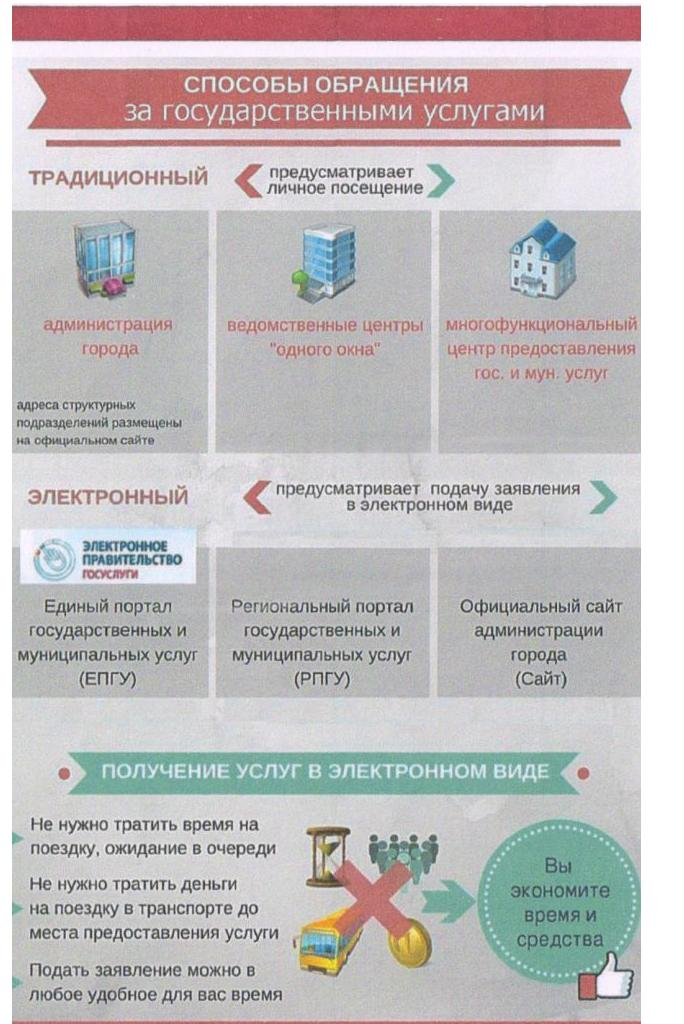 СПОСОБЫ ОБРАЩЕНИЯ
за государственными услугами
ТРАДИЦИОННЫЙ
предусматривает
личное посещение
администрация
города
адреса структурных
подразделений размещены
на официальном сайте
ведомственные центры
"одного окна"
многофункциональный
центр предоставления
гос. и мун. услуг
ЭЛЕКТРОННЫЙ
предусматривает подачу заявления
в электронном виде
ЭЛЕКТРОННОЕ
ПРАВИТЕЛЬСТВО
ГОСУСЛУГИ
Единый портал
государственных и
муниципальных услуг
(ЕПГУ)
Региональный портал
государственных и
муниципальных услуг
(РПГУ)
Официальный сайт
администрации
города
(Сайт)
ПОЛУЧЕНИЕ УСЛУГ В ЭЛЕКТРОННОМ ВИДЕ
Не нужно тратить время на
поездку, ожидание в очереди
Не нужно тратить деньги
на поездку в транспорте до
места предоставления услуги
Подать заявление можно в
любое удобное для вас время
Вы
экономите
время и
средства